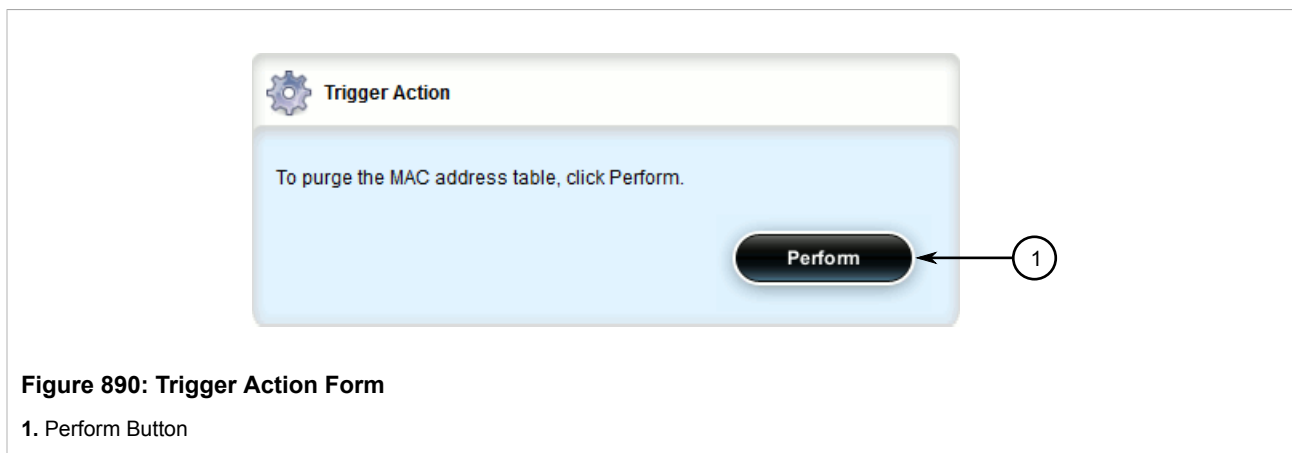 Trigger Action
To purge the MAC address table, click Perform.
Perform
1
Figure 890: Trigger Action Form
1. Perform Button